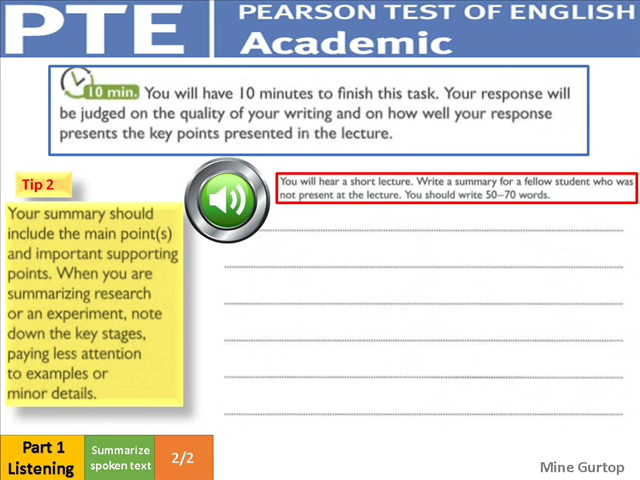 PTE
PEARSON TEST OF ENGLISH
Academic
10 min. You will have 10 minutes to finish this task. Your response will
be judged on the quality of your writing and on how well your response
presents the key points presented in the lecture.
Tip 2
You will hear a short lecture. Write a summary for a fellow student who was
not present at the lecture. You should write 50–70 words.
Your summary should
include the main point(s)
and important supporting
points. When you are
summarizing research
or an experiment, note
down the key stages,
paying less attention
to examples or
minor details.
Part 1
Listening
Summarize
spoken text
2/2
Mine Gurtop